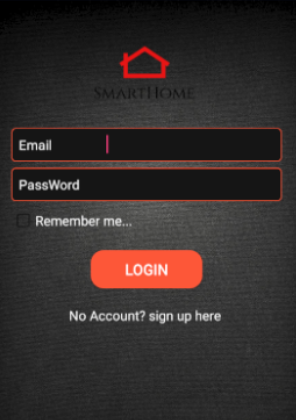 SMARTHOME
Email
PassWord
Remember me...
LOGIN
No Account? sign up here